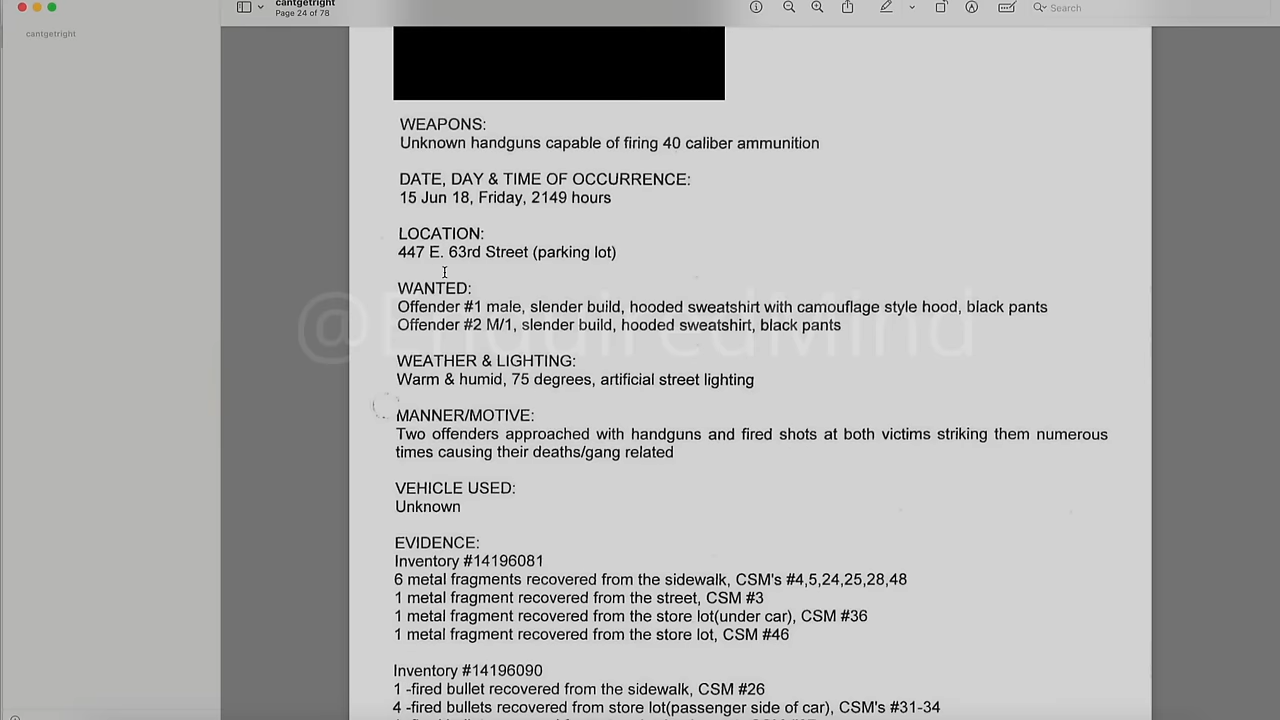 cantgetright
Page 24 of 78
Search
cantgetright
WEAPONS:
Unknown handguns capable of firing 40 caliber ammunition
DATE, DAY & TIME OF OCCURRENCE:
15 Jun 18, Friday, 2149 hours
LOCATION:
447 E. 63rd Street (parking lot)
WANTED:
Offender #1 male, slender build, hooded sweatshirt with camouflage style hood, black pants
Offender #2 M/1, slender build, hooded sweatshirt, black pants
@EnquiredMind
WEATHER & LIGHTING:
Warm & humid, 75 degrees, artificial street lighting
MANNER/MOTIVE:
Two offenders approached with handguns and fired shots at both victims striking them numerous
times causing their deaths/gang related
VEHICLE USED:
Unknown
EVIDENCE:
Inventory #14196081
6 metal fragments recovered from the sidewalk, CSM's #4,5,24,25,28,48
1 metal fragment recovered from the street, CSM #3
1 metal fragment recovered from the store lot(under car), CSM #36
1 metal fragment recovered from the store lot, CSM #46
Inventory #14196090
1 -fired bullet recovered from the sidewalk, CSM #26
4 -fired bullets recovered from store lot(passenger side of car), CSM's #31-34